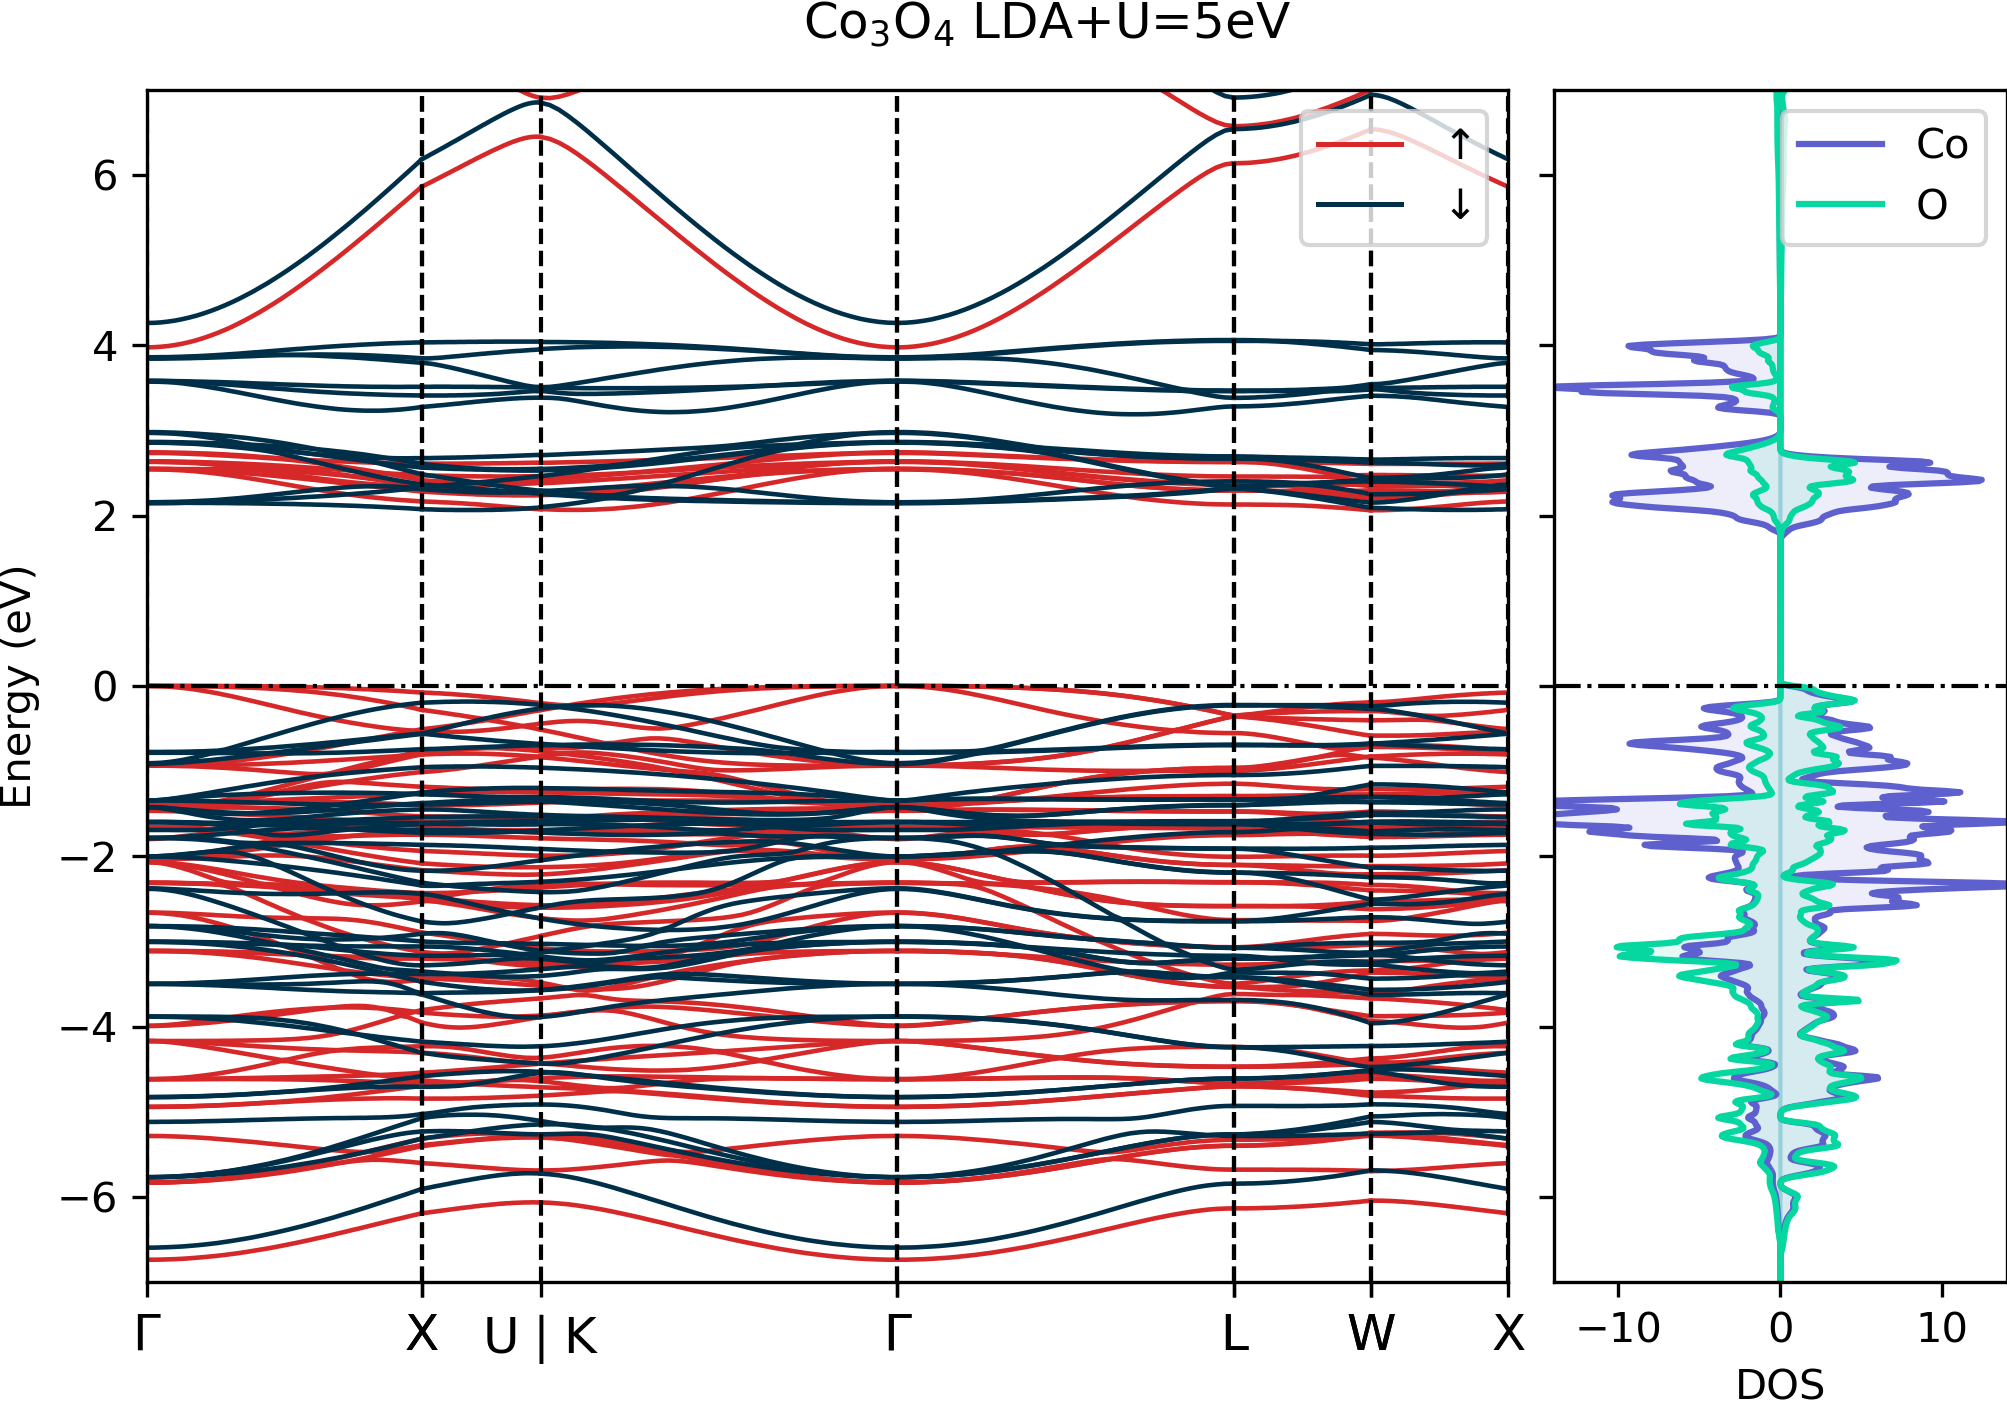 Co₃O₄ LDA+U=5eV
Energy (eV)
6
4
2
0
−2
−4
−6
Γ X U | K Γ L W X
↑
↓
Co
O
−10 0 10
DOS